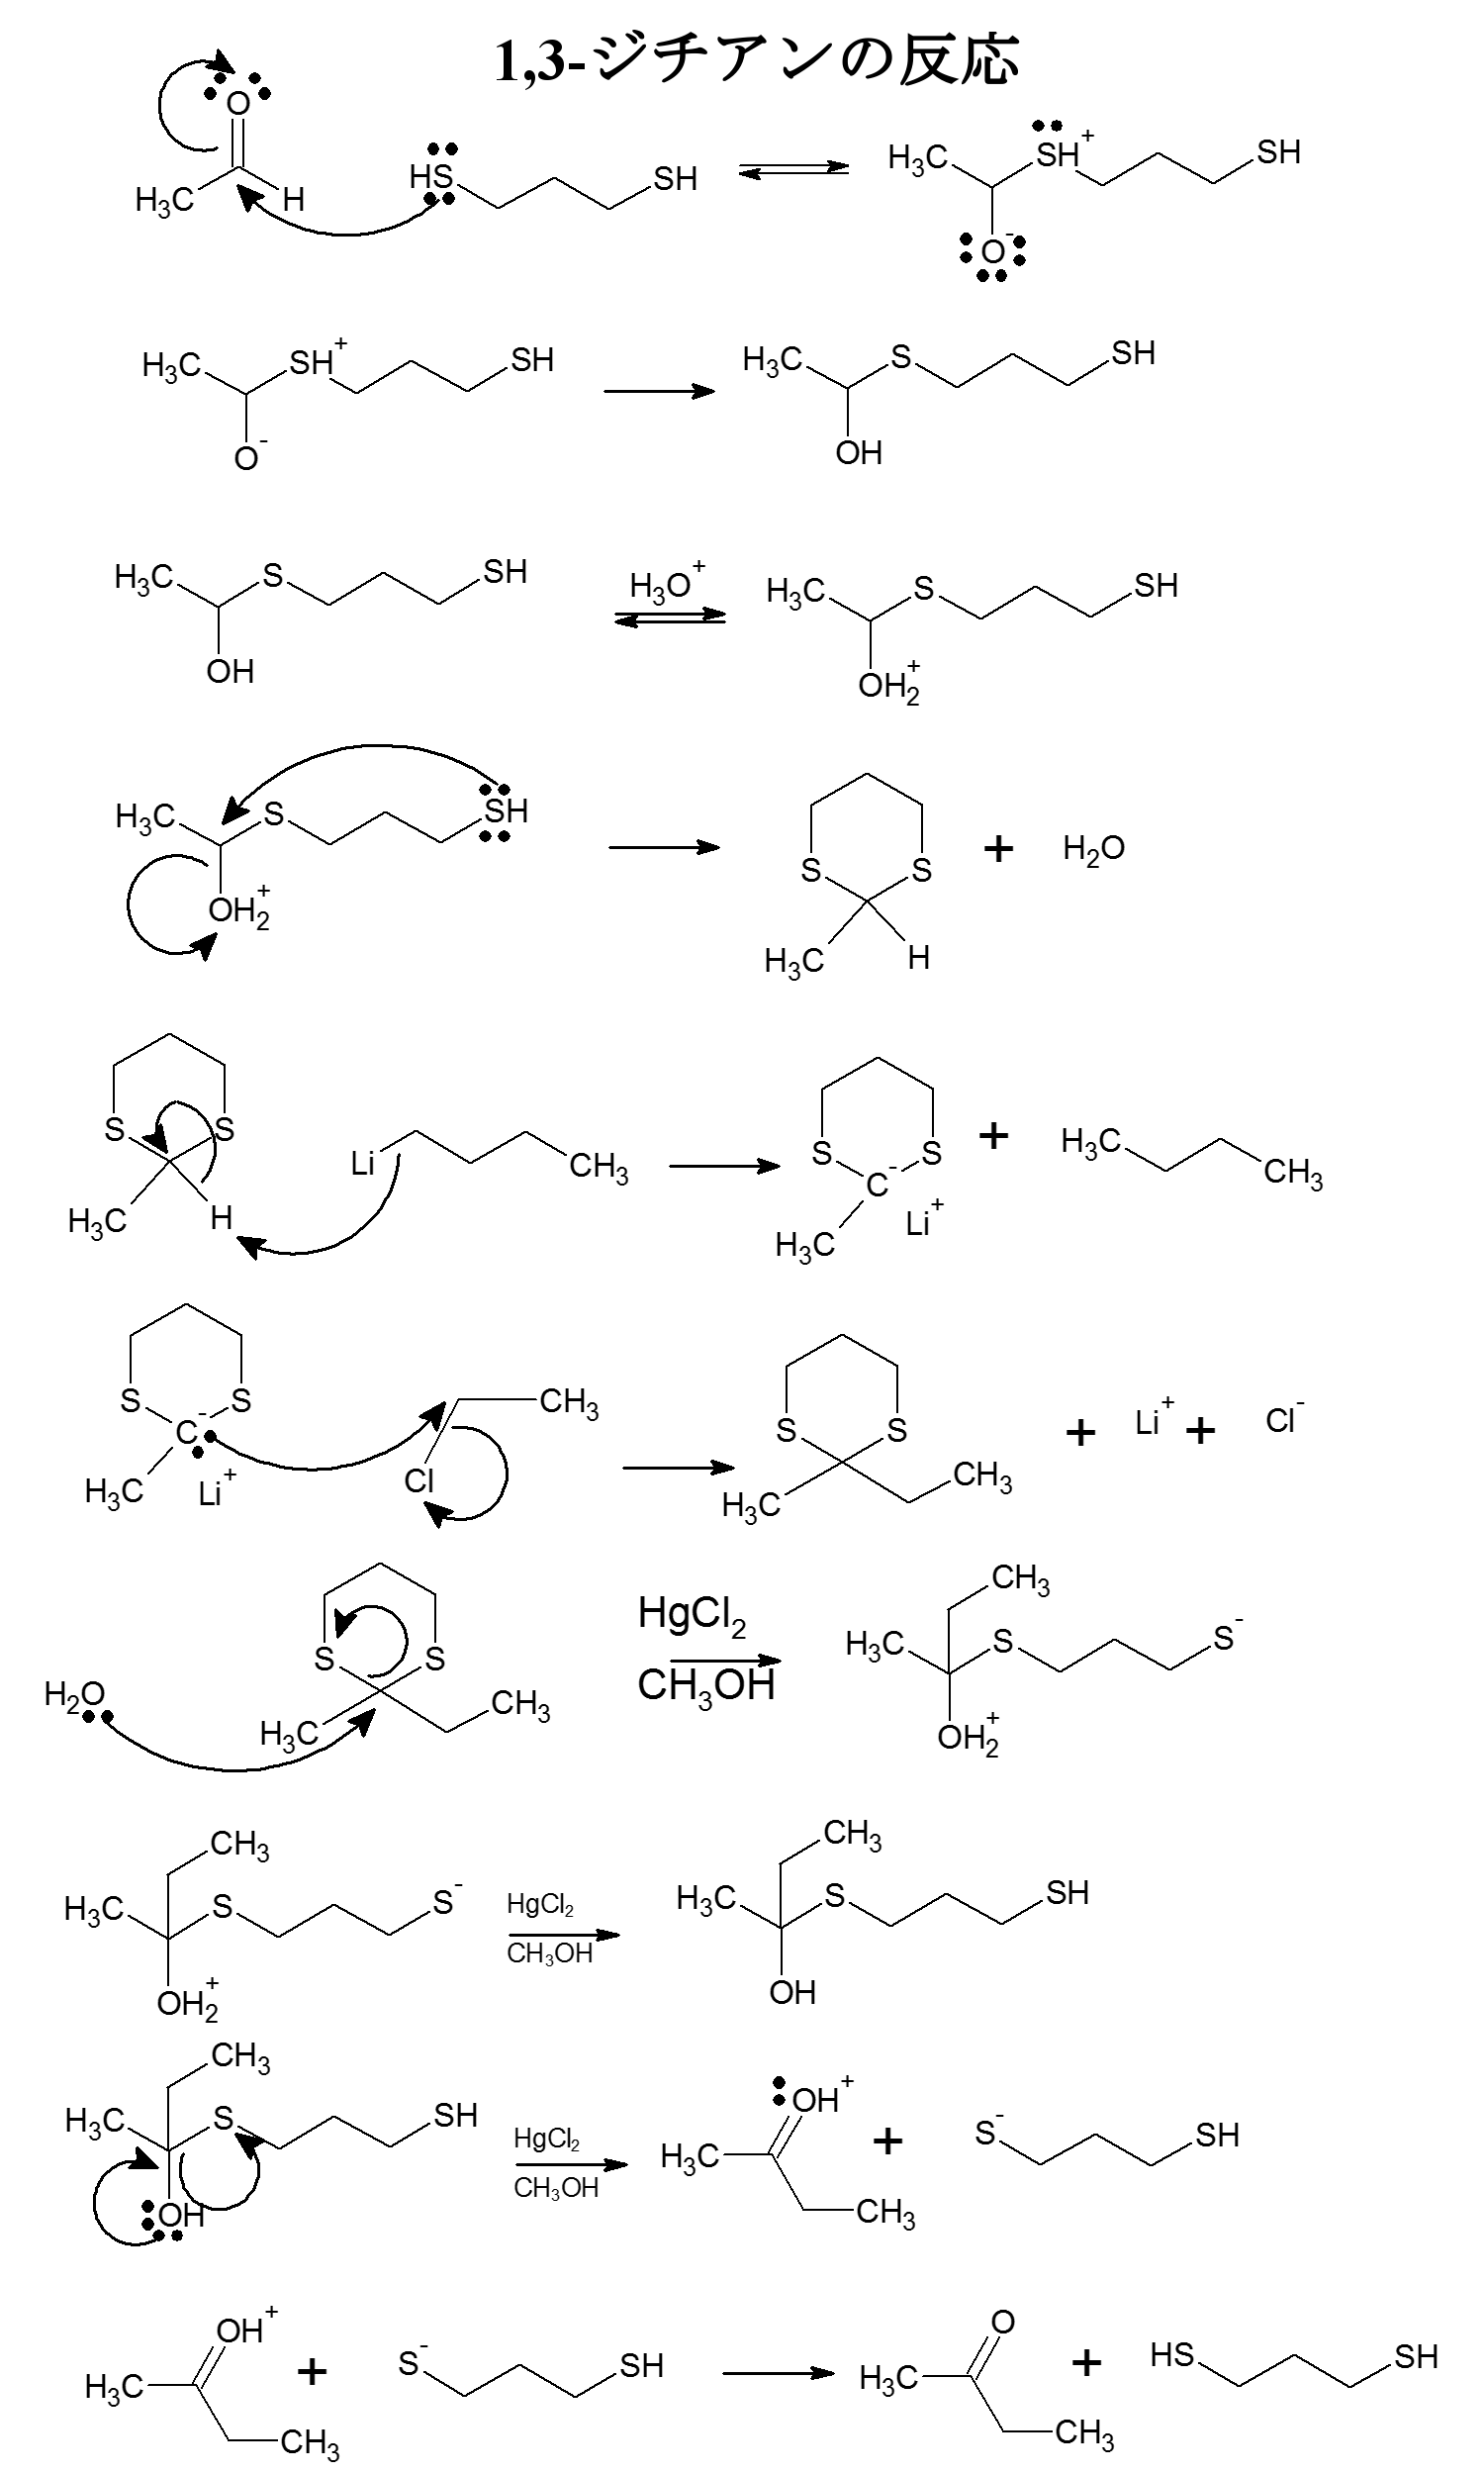 1,3-ジチアンの反応
O
H₃C H HS SH H₃C SH⁺ SH
O⁻
H₃C SH⁺ SH H₃C S SH
O⁻ OH
H₃C S SH H₃O⁺ H₃C S SH
OH OH₂⁺
H₃C S SH S S + H₂O
OH₂⁺ H₃C H
S S Li CH₃ S S + H₃C CH₃
H₃C H C⁻ Li⁺
H₃C
S S CH₃ S S + Li⁺ + Cl⁻
C⁻ Cl CH₃
H₃C Li⁺ H₃C
S S HgCl₂ CH₃
H₂O CH₃ CH₃OH H₃C S S⁻
H₃C OH₂⁺
CH₃ CH₃
H₃C S S⁻ HgCl₂ H₃C S SH
CH₃OH
OH₂⁺ OH
CH₃ OH⁺
H₃C S SH HgCl₂ H₃C + S⁻ SH
OH CH₃OH CH₃
OH⁺ O
H₃C + S⁻ SH H₃C + HS SH
CH₃ CH₃